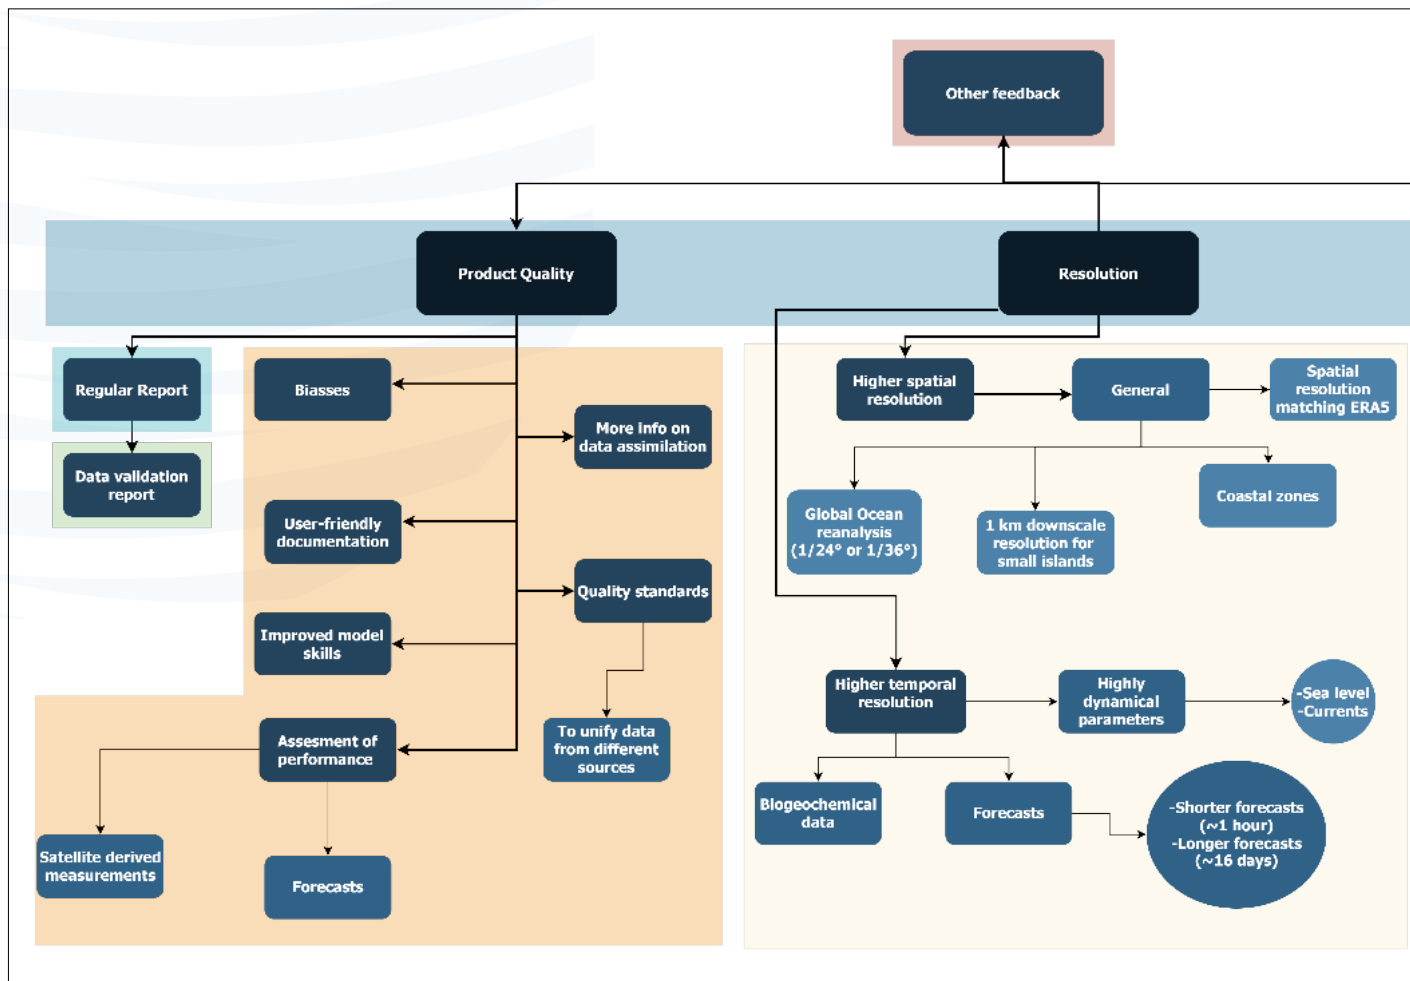 Other feedback
Product Quality
Resolution
Regular Report
Data validation
report
Biasses
More info on
data assimilation
User-friendly
documentation
Quality standards
Improved model
skills
To unify data
from different
sources
Assesment of
performance
Satellite derived
measurements
Forecasts
Higher spatial
resolution
General
Spatial
resolution
matching ERA5
Global Ocean
reanalysis
(1/24° or 1/36°)
1 km downscale
resolution for
small islands
Coastal zones
Higher temporal
resolution
Highly
dynamical
parameters
-Sea level
-Currents
Biogeochemical
data
Forecasts
-Shorter forecasts
(~1 hour)
-Longer forecasts
(~16 days)